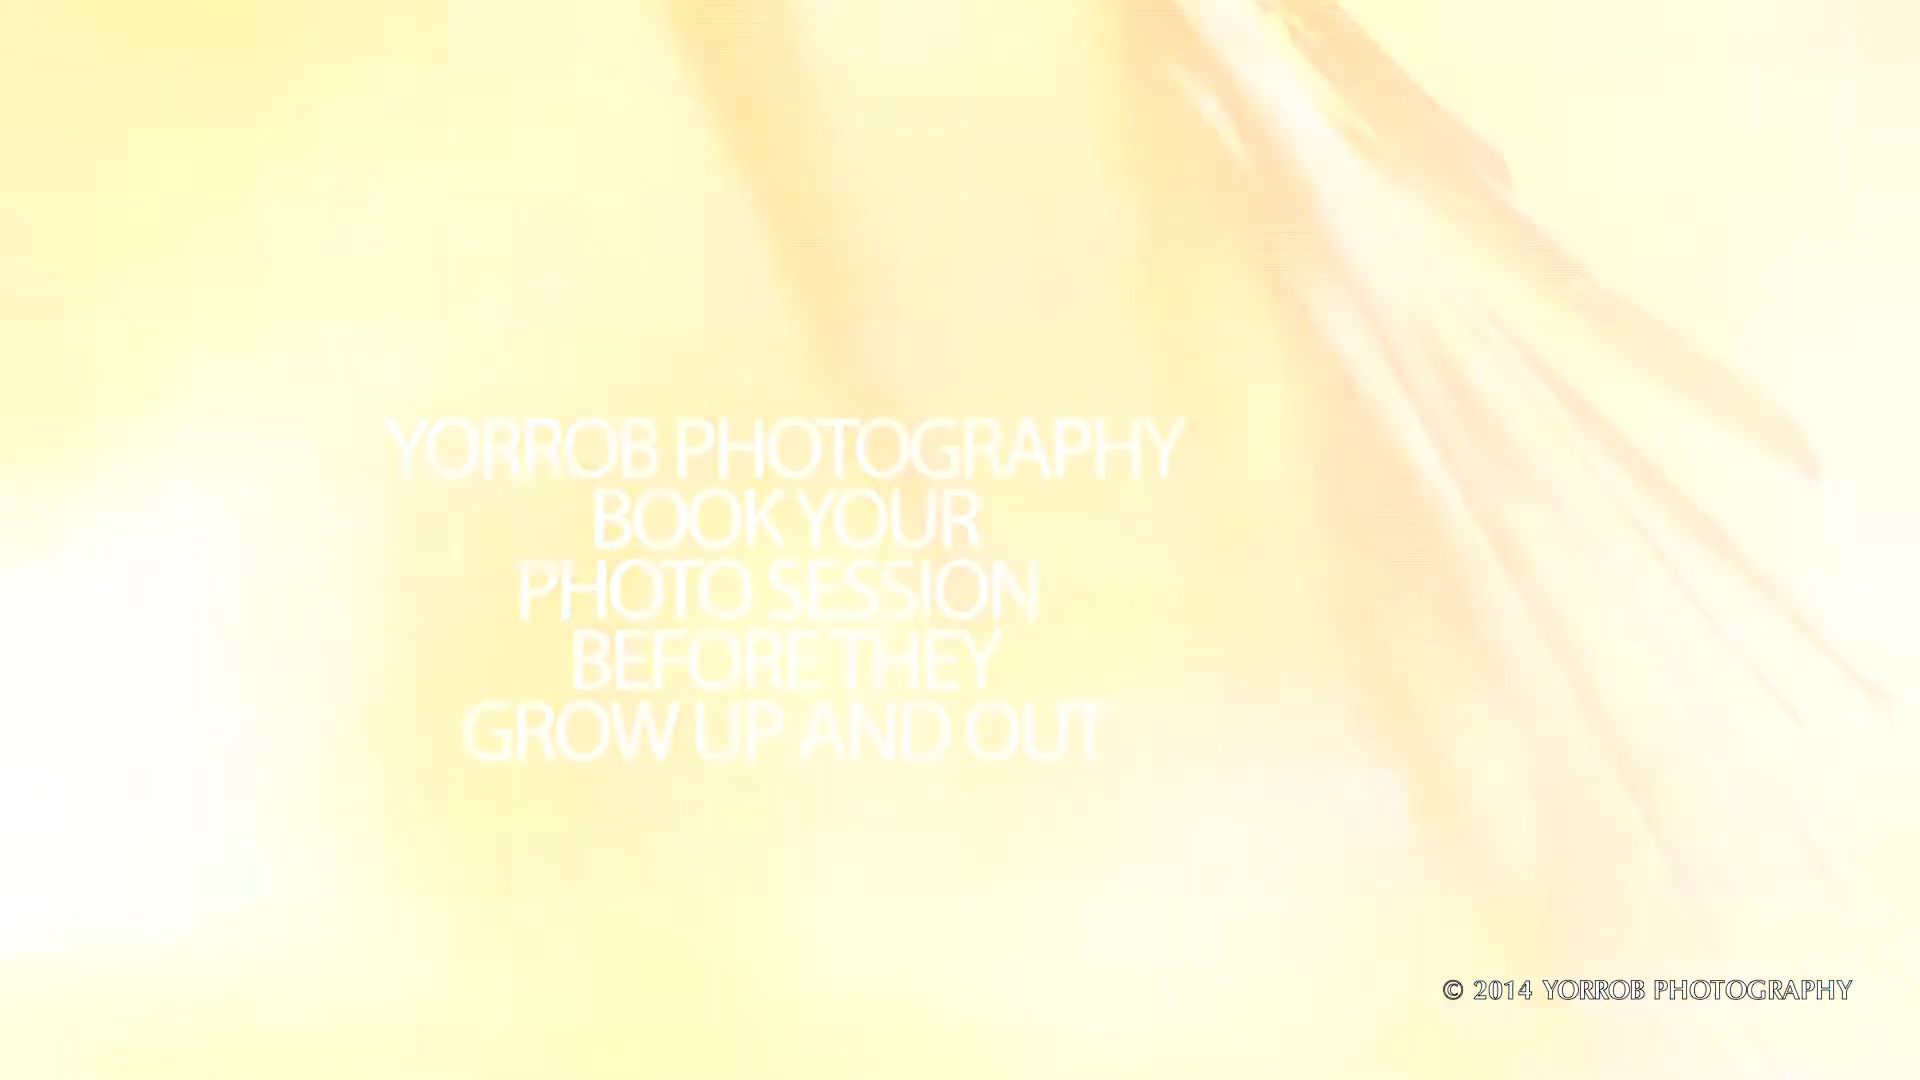 YORROB PHOTOGRAPHY
BOOK YOUR
PHOTO SESSION
BEFORE THEY
GROW UP AND OUT
© 2014 YORROB PHOTOGRAPHY